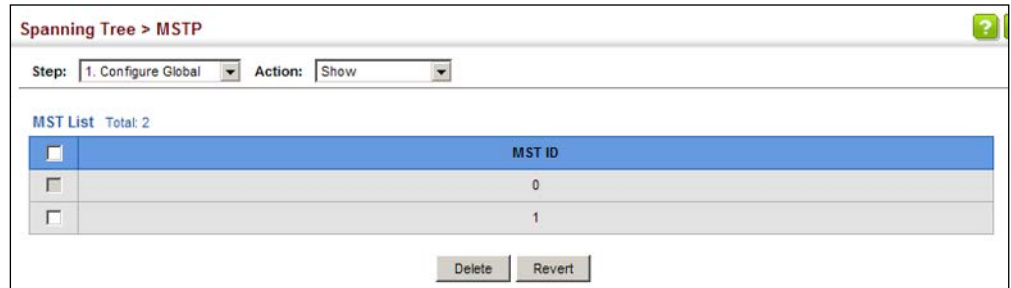 Spanning Tree > MSTP
?
Step: 1. Configure Global Action: Show
MST List Total: 2
MST ID
0
1
Delete Revert